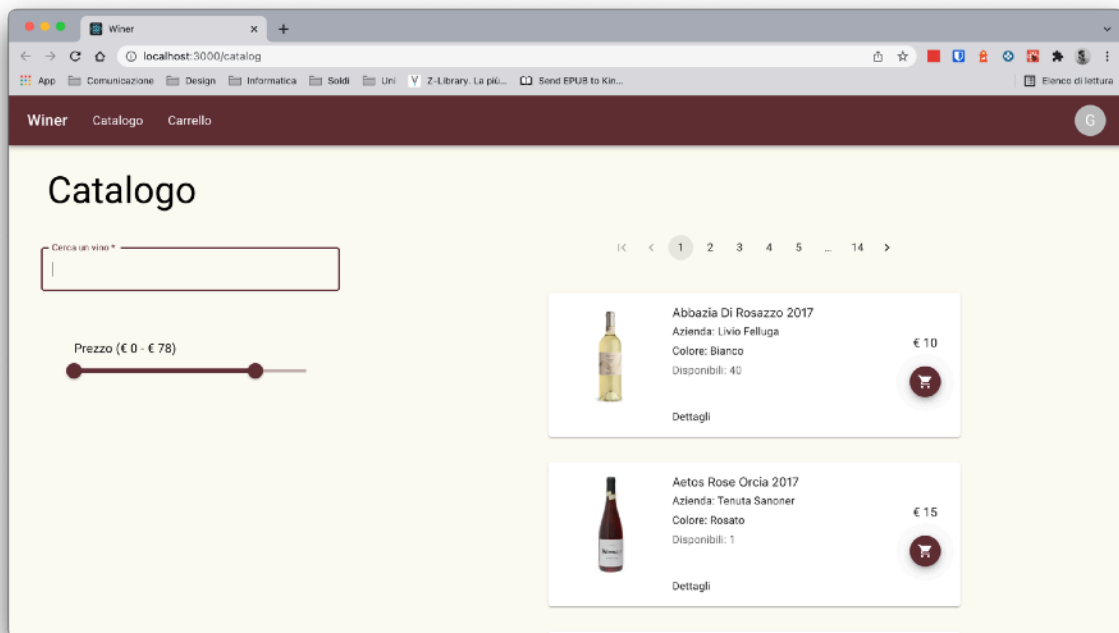 Winer
localhost:3000/catalog
App Comunicazione Design Informatica Soldi Uni Z-Library. La più... Send EPUB to Kin... Elenco di lettura
Winer Catalogo Carrello G
Catalogo
Cerca un vino *
Prezzo (€ 0 - € 78)
1 2 3 4 5 ... 14
Abbazia Di Rosazzo 2017
Azienda: Livio Felluga
Colore: Bianco
Disponibili: 40
€ 10
Dettagli
Aetos Rose Orcia 2017
Azienda: Tenuta Sanoner
Colore: Rosato
Disponibili: 1
€ 15
Dettagli